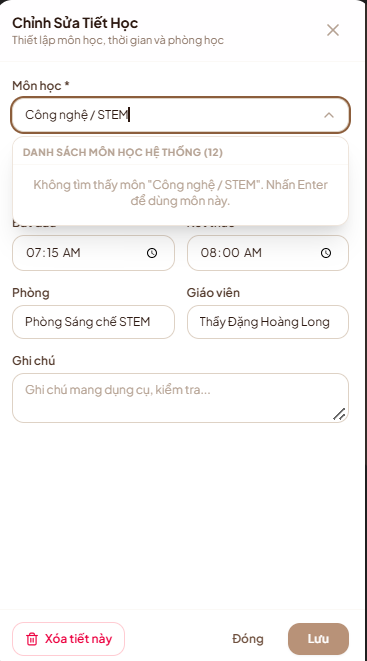 Chỉnh Sửa Tiết Học
Thiết lập môn học, thời gian và phòng học
Môn học *
Công nghệ / STEM
DANH SÁCH MÔN HỌC HỆ THỐNG (12)
Không tìm thấy môn "Công nghệ / STEM". Nhấn Enter
để dùng môn này.
07:15 AM
08:00 AM
Phòng
Giáo viên
Phòng Sáng chế STEM
Thầy Đặng Hoàng Long
Ghi chú
Ghi chú mang dụng cụ, kiểm tra...
Xóa tiết này
Đóng
Lưu